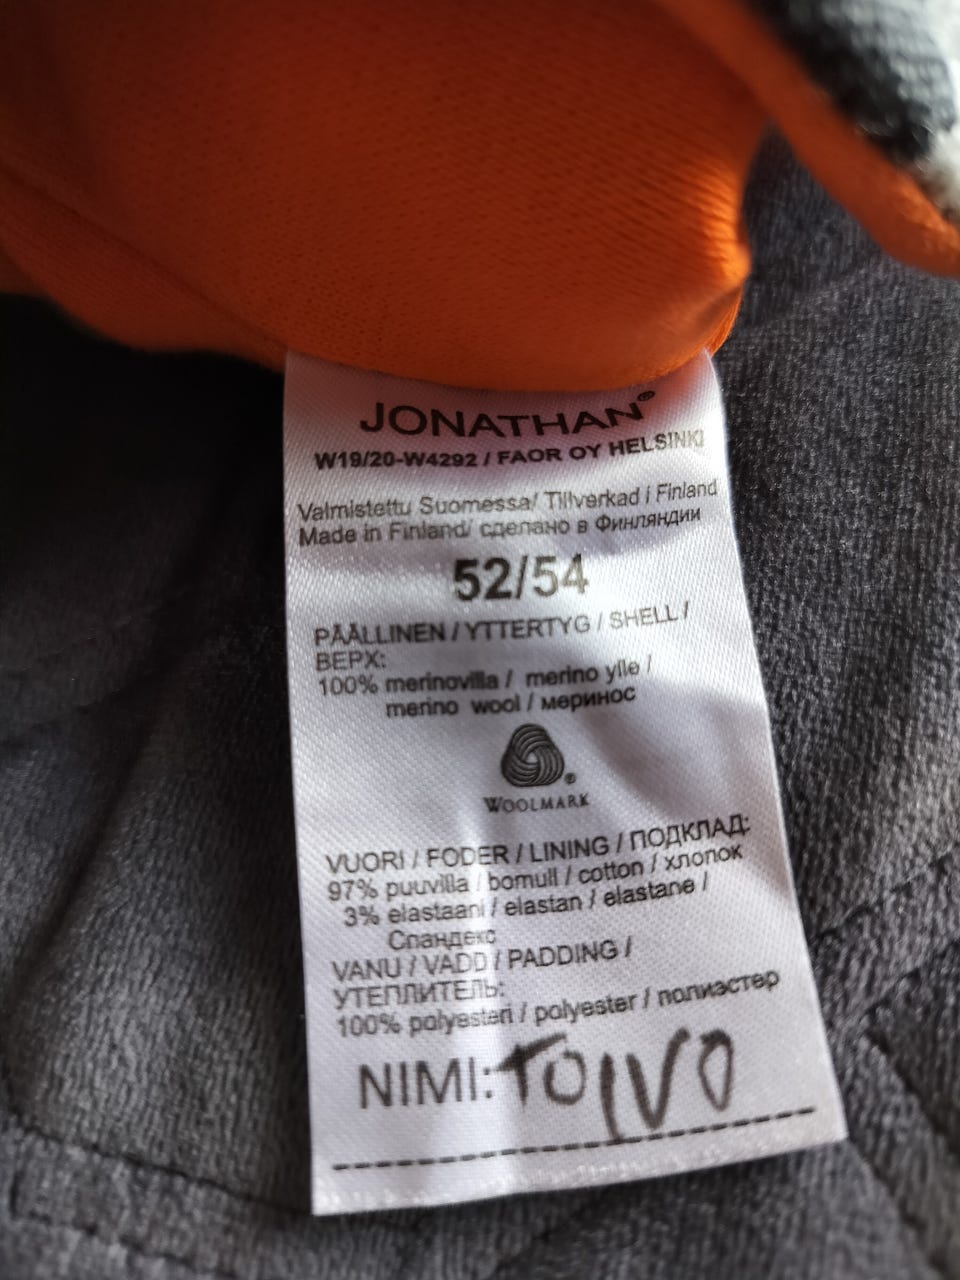 JONATHAN®
W19/20-W4292 / FAOR OY HELSINKI
Valmistettu Suomessa/ Tillverkad i Finland
Made in Finland/ сделано в Финляндии
52/54
PÄÄLLINEN / YTTERTYG / SHELL /
ВЕРХ:
100% merinovilla / merino ylle /
merino wool / меринос
WOOLMARK
VUORI / FODER / LINING / ПОДКЛАД:
97% puuvilla / bomull / cotton / хлопок
3% elastaani / elastan / elastane /
Спандекс
VANU / VADD / PADDING /
УТЕПЛИТЕЛЬ:
100% polyesteri / polyester / полиэстер
NIMI: TOIVO